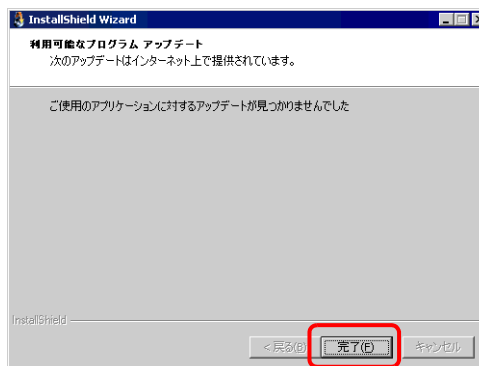 InstallShield Wizard
利用可能なプログラム アップデート
次のアップデートはインターネット上で提供されています。
ご使用のアプリケーションに対するアップデートが見つかりませんでした
InstallShield
< 戻る(B)
完了(F)
キャンセル